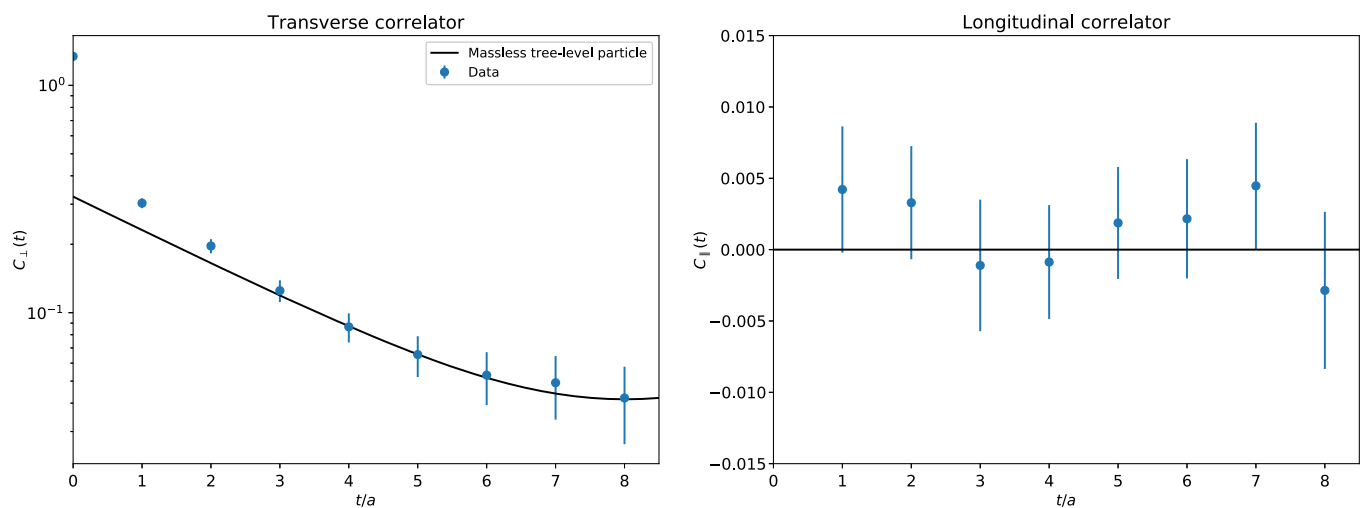 Transverse correlator
Massless tree-level particle
Data
10⁰
10⁻¹
C⊥(t)
0 1 2 3 4 5 6 7 8
t/a
Longitudinal correlator
0.015
0.010
0.005
0.000
−0.005
−0.010
−0.015
C∥(t)
0 1 2 3 4 5 6 7 8
t/a